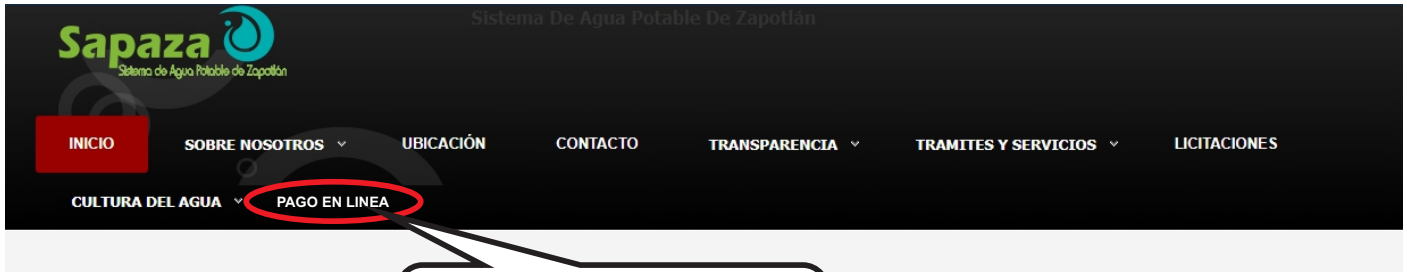 Sistema De Agua Potable De Zapotlán
Sapaza
Sistema de Agua Potable de Zapotlán
INICIO SOBRE NOSOTROS UBICACIÓN CONTACTO TRANSPARENCIA TRAMITES Y SERVICIOS LICITACIONES
CULTURA DEL AGUA PAGO EN LINEA